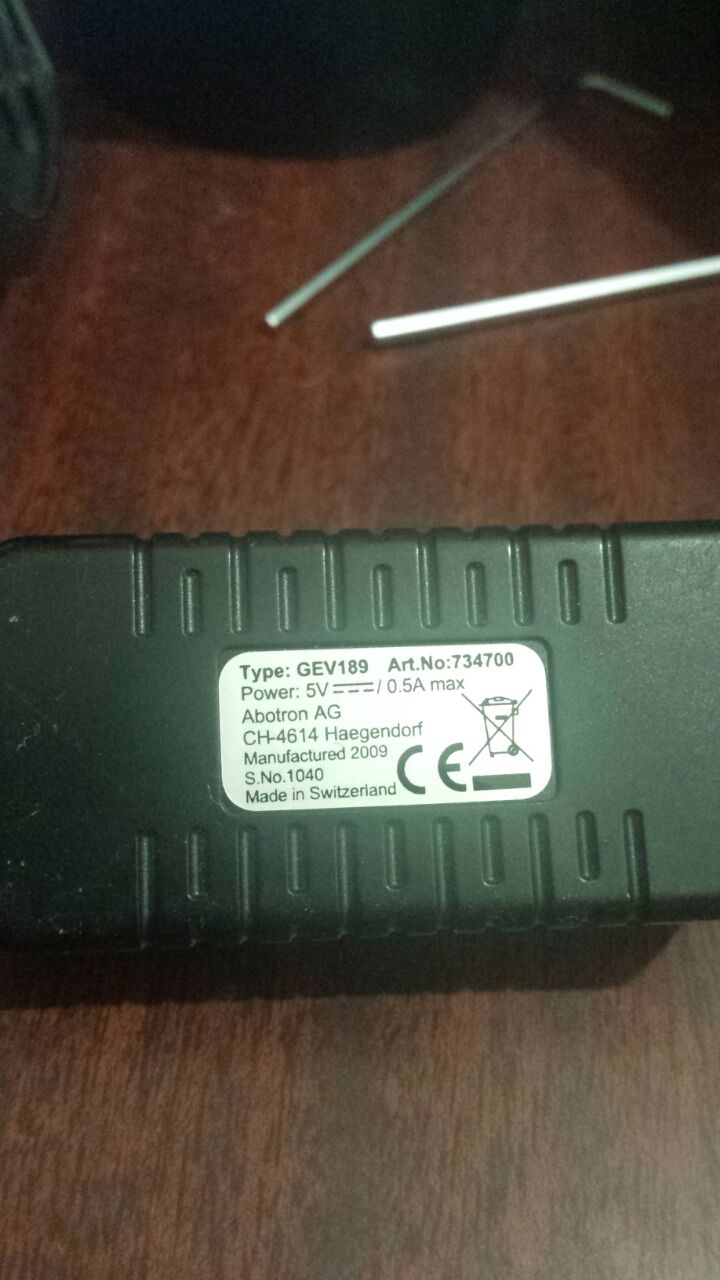 Type: GEV189 Art.No:734700
Power: 5V⎓/ 0.5A max
Abotron AG
CH-4614 Haegendorf
Manufactured 2009
S.No.1040
Made in Switzerland
CE